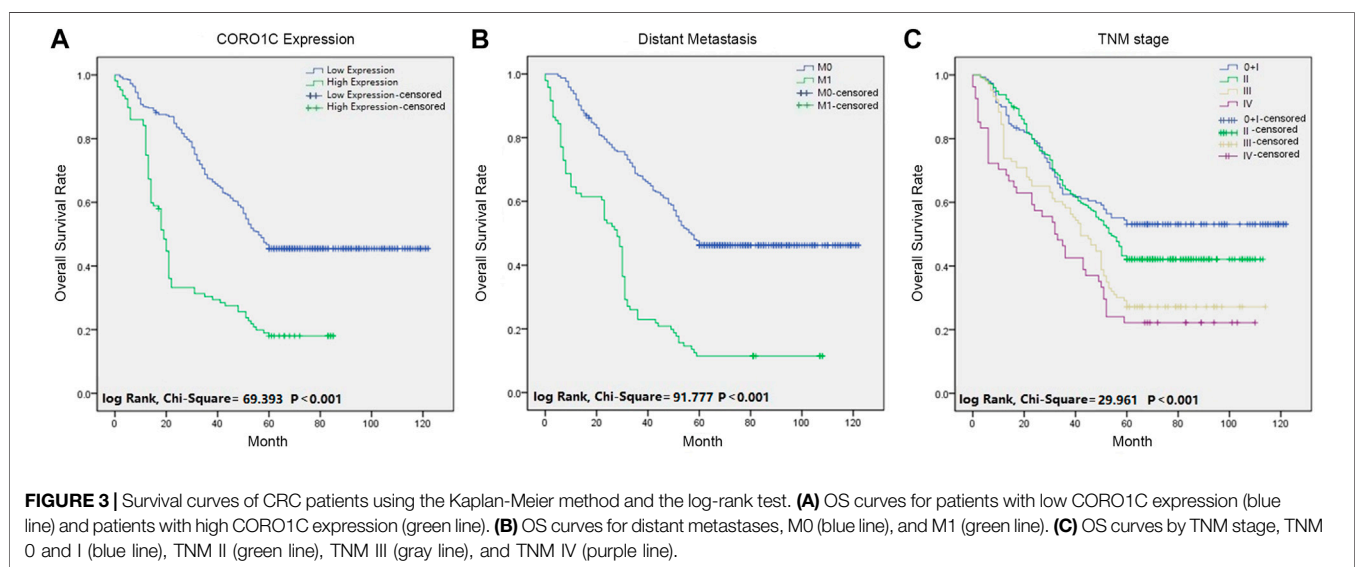 A
CORO1C Expression
Overall Survival Rate
1.0
0.8
0.6
0.4
0.2
0.0
Low Expression
High Expression
Low Expression-censored
High Expression-censored
log Rank, Chi-Square= 69.393 P<0.001
0 20 40 60 80 100 120
Month
B
Distant Metastasis
Overall Survival Rate
1.0
0.8
0.6
0.4
0.2
0.0
M0
M1
M0-censored
M1-censored
log Rank, Chi-Square= 91.777 P<0.001
0 20 40 60 80 100 120
Month
C
TNM stage
Overall Survival Rate
1.0
0.8
0.6
0.4
0.2
0.0
0+I
II
III
IV
0+I-censored
II-censored
III-censored
IV-censored
log Rank, Chi-Square= 29.961 P<0.001
0 20 40 60 80 100 120
Month
FIGURE 3 | Survival curves of CRC patients using the Kaplan-Meier method and the log-rank test. (A) OS curves for patients with low CORO1C expression (blue
line) and patients with high CORO1C expression (green line). (B) OS curves for distant metastases, M0 (blue line), and M1 (green line). (C) OS curves by TNM stage, TNM
0 and I (blue line), TNM II (green line), TNM III (gray line), and TNM IV (purple line).